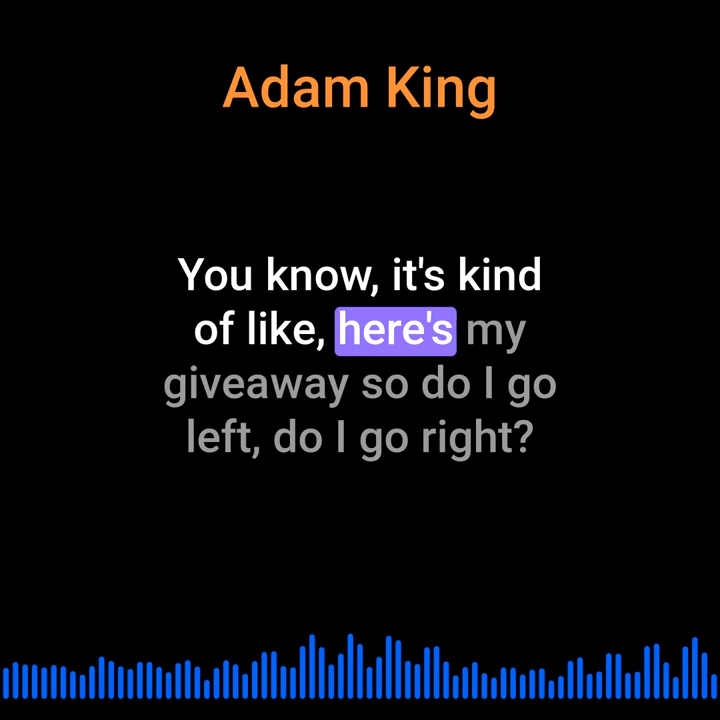 Adam King
You know, it's kind
of like, here's my
giveaway so do I go
left, do I go right?